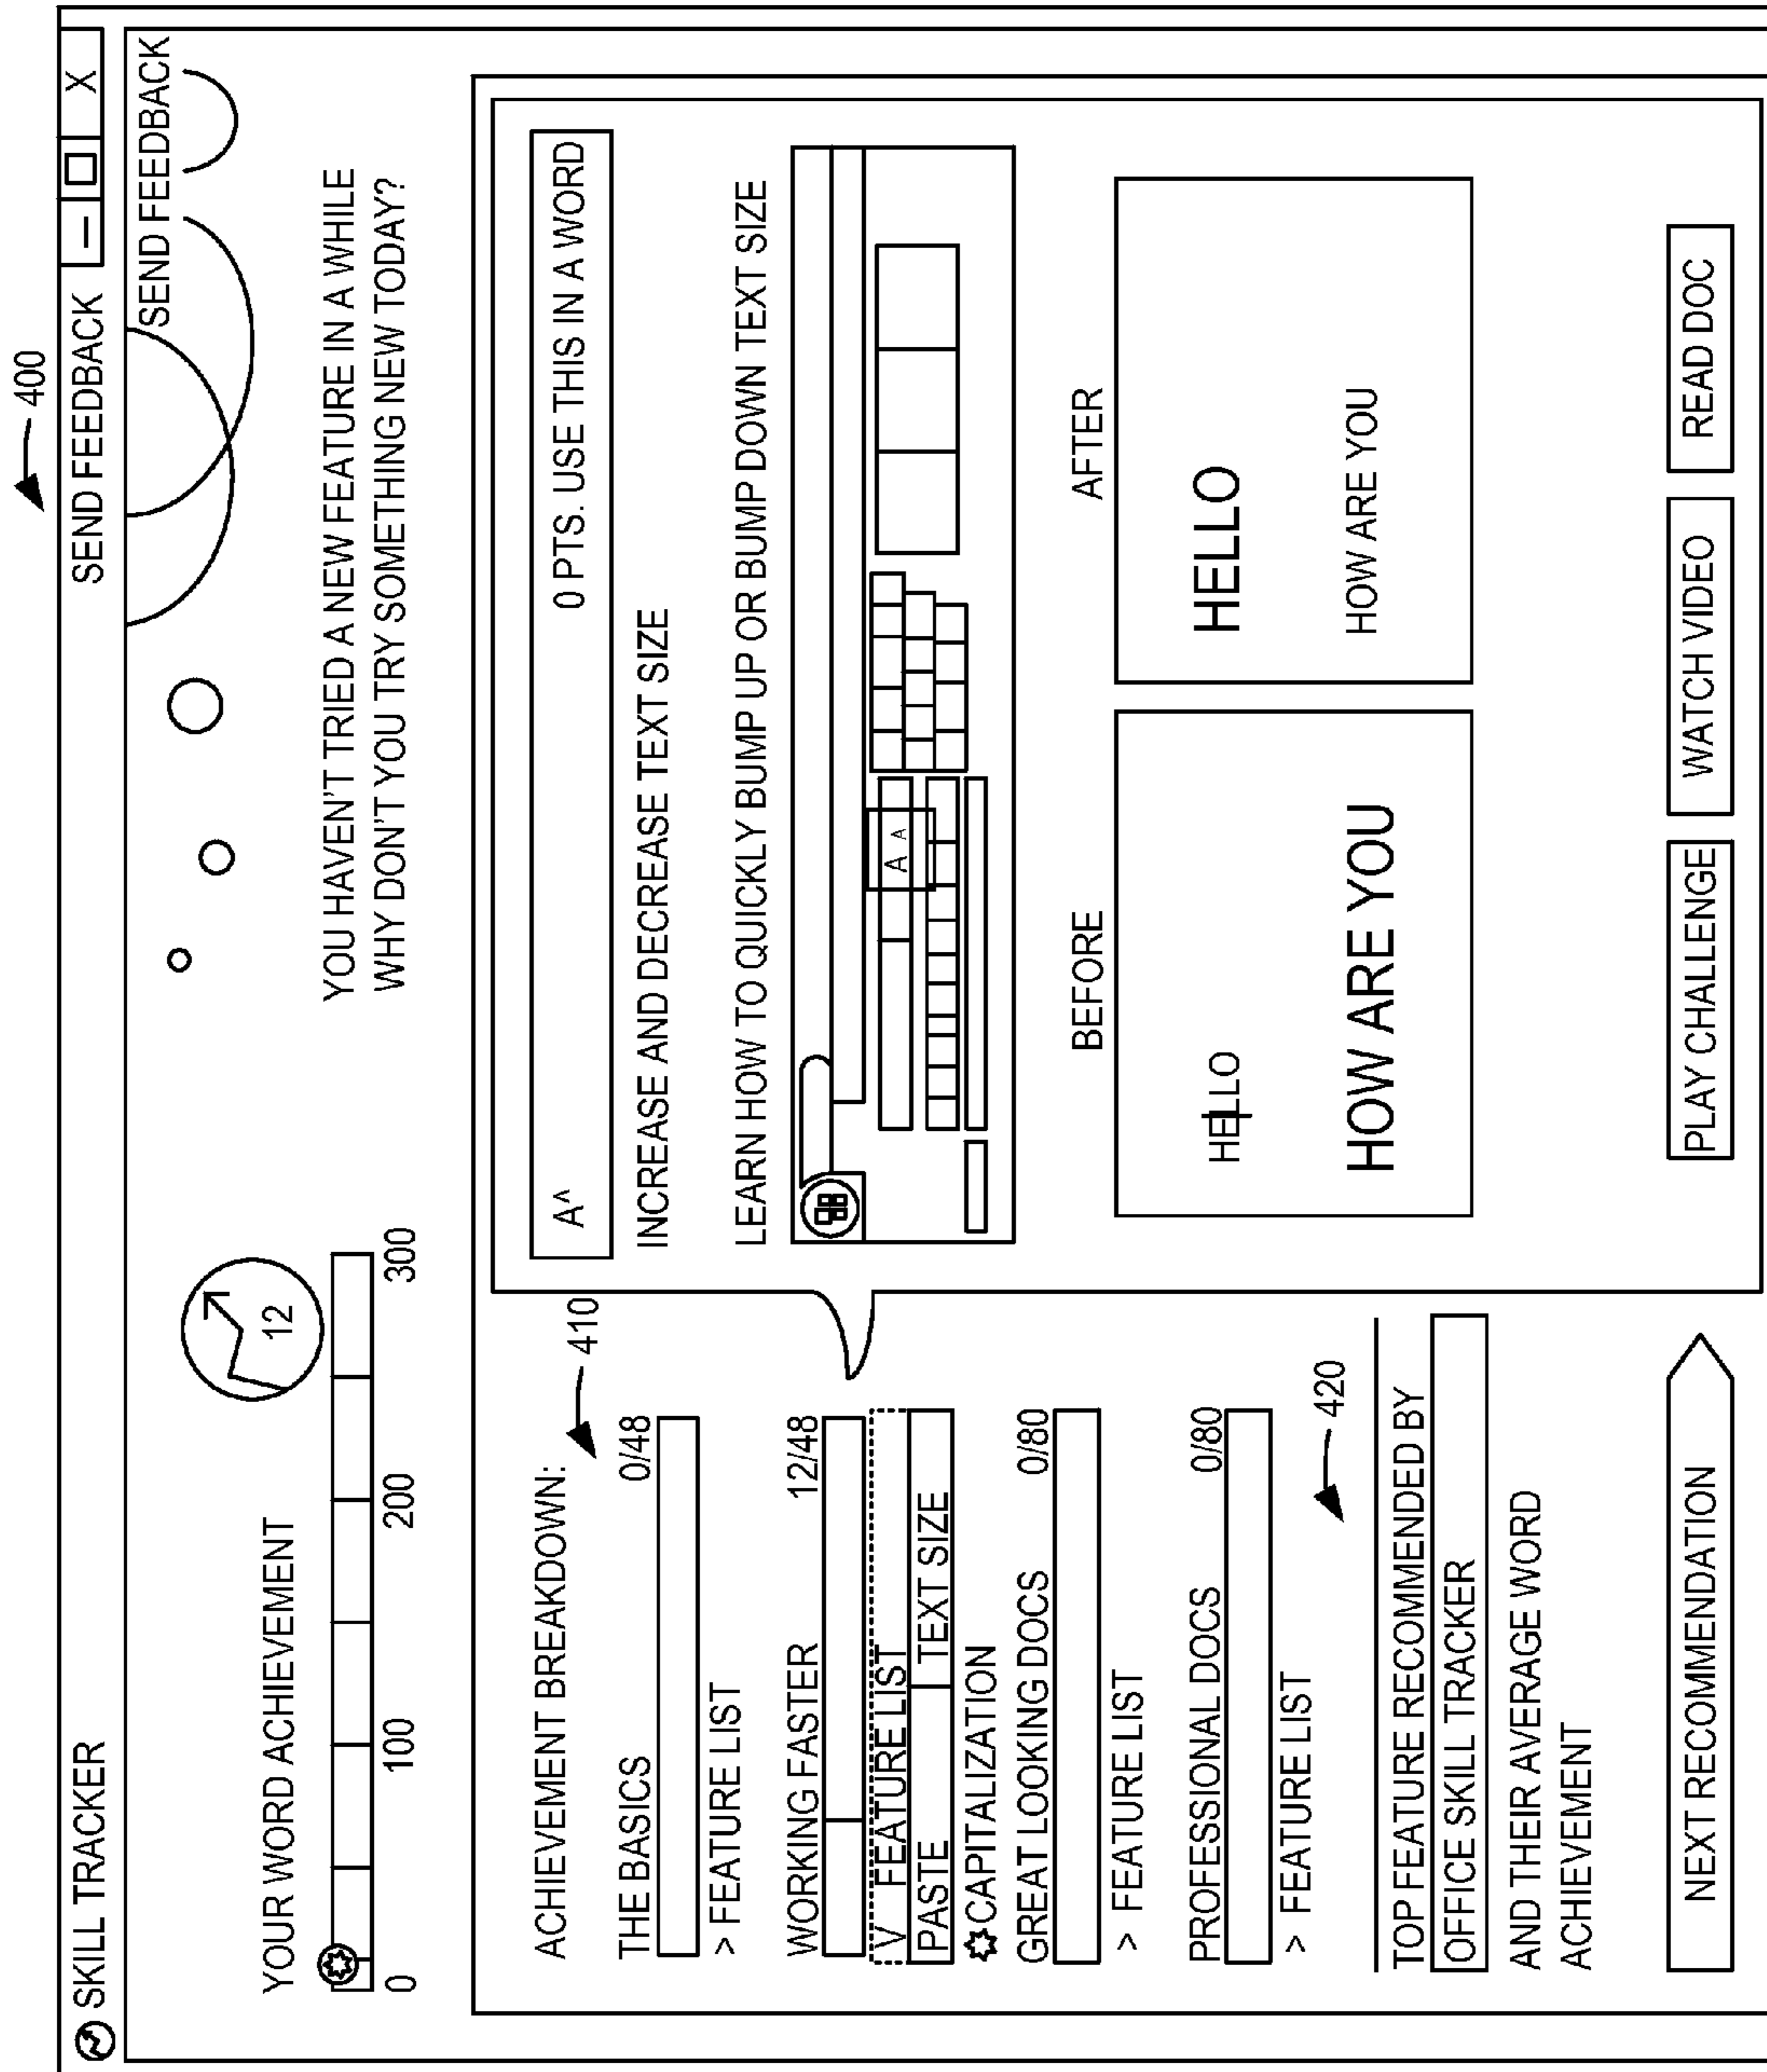 400
SKILL TRACKER
SEND FEEDBACK
X
SEND FEEDBACK
YOUR WORD ACHIEVEMENT
12
0 100 200 300
YOU HAVEN'T TRIED A NEW FEATURE IN A WHILE
WHY DON'T YOU TRY SOMETHING NEW TODAY?
ACHIEVEMENT BREAKDOWN:
410
THE BASICS 0/48
> FEATURE LIST
WORKING FASTER 12/48
V FEATURE LIST
PASTE TEXT SIZE
CAPITALIZATION
GREAT LOOKING DOCS 0/80
> FEATURE LIST
PROFESSIONAL DOCS 0/80
> FEATURE LIST
420
TOP FEATURE RECOMMENDED BY
OFFICE SKILL TRACKER
AND THEIR AVERAGE WORD
ACHIEVEMENT
NEXT RECOMMENDATION
A^ 0 PTS. USE THIS IN A WORD
INCREASE AND DECREASE TEXT SIZE
LEARN HOW TO QUICKLY BUMP UP OR BUMP DOWN TEXT SIZE
A ^
BEFORE
HELLO
HOW ARE YOU
AFTER
HELLO
HOW ARE YOU
PLAY CHALLENGE
WATCH VIDEO
READ DOC